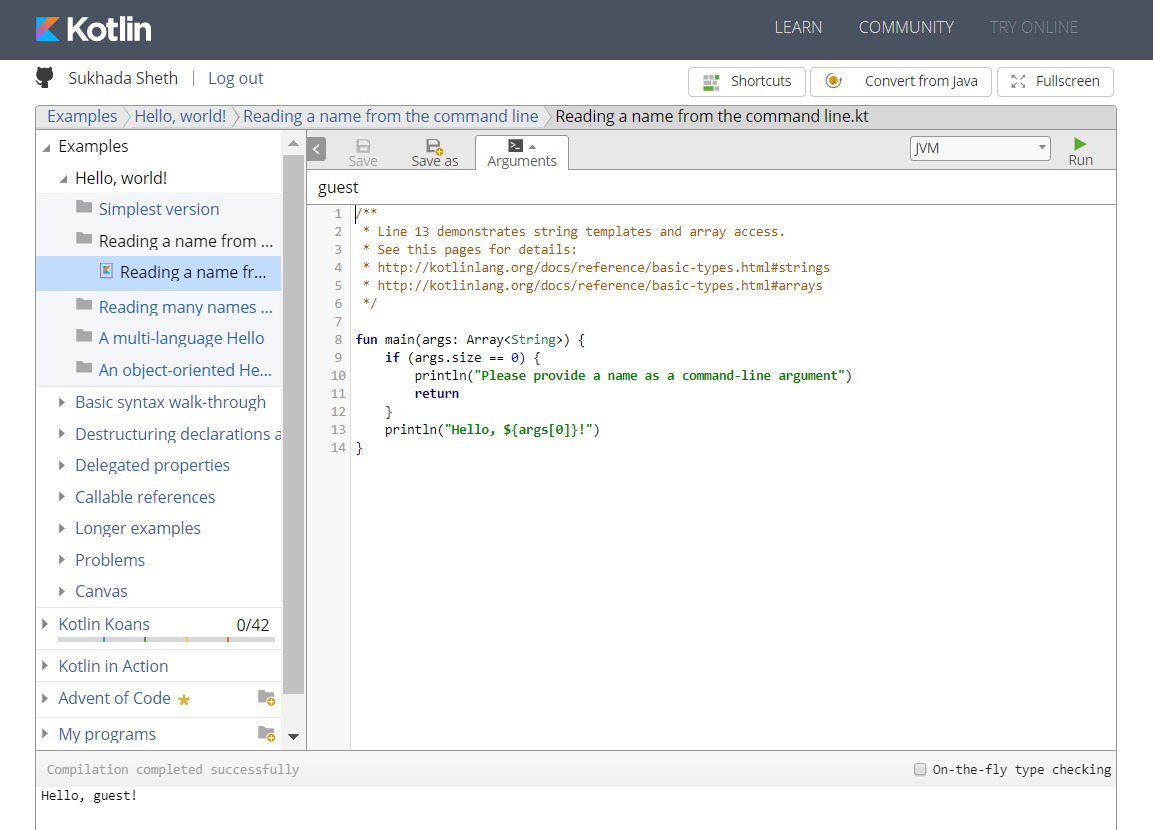 Kotlin
LEARN COMMUNITY TRY ONLINE
Sukhada Sheth | Log out
Shortcuts Convert from Java Fullscreen
Examples Hello, world! Reading a name from the command line Reading a name from the command line.kt
Examples
Hello, world!
Simplest version
Reading a name from ...
Reading a name fr...
Reading many names ...
A multi-language Hello
An object-oriented He...
Basic syntax walk-through
Destructuring declarations a
Delegated properties
Callable references
Longer examples
Problems
Canvas
Kotlin Koans 0/42
Kotlin in Action
Advent of Code
My programs
Save Save as Arguments JVM Run
guest
1 /**
2 * Line 13 demonstrates string templates and array access.
3 * See this pages for details:
4 * http://kotlinlang.org/docs/reference/basic-types.html#strings
5 * http://kotlinlang.org/docs/reference/basic-types.html#arrays
6 */
7
8 fun main(args: Array<String>) {
9 if (args.size == 0) {
10 println("Please provide a name as a command-line argument")
11 return
12 }
13 println("Hello, ${args[0]}!")
14 }
Compilation completed successfully On-the-fly type checking
Hello, guest!